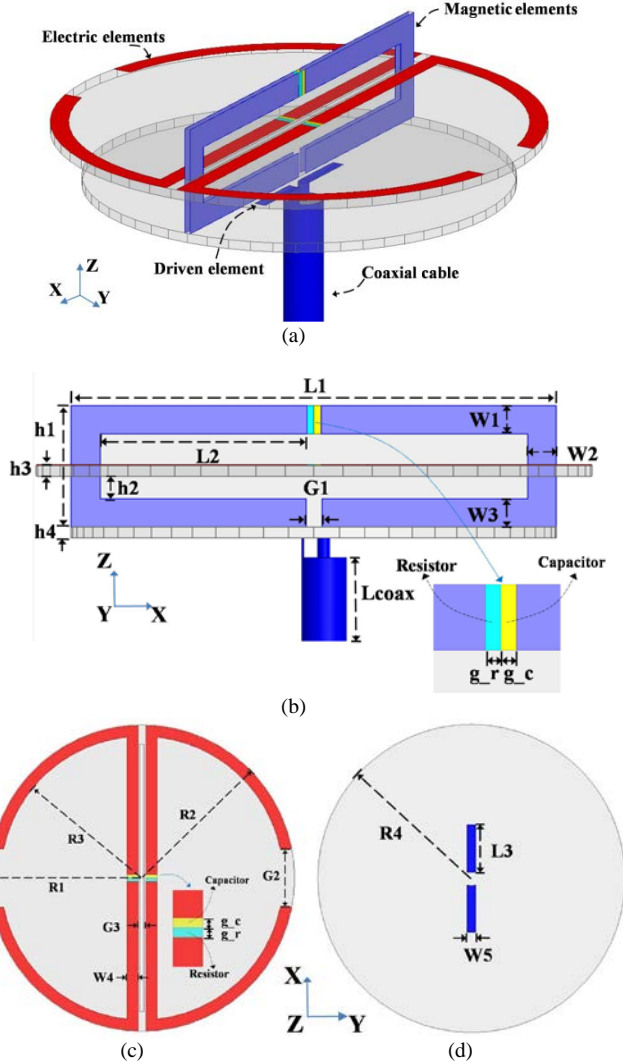 Magnetic elements
Electric elements
Driven element
Coaxial cable
Z
X
Y
(a)
L1
h1
W1
L2
W2
h3
h2
G1
W3
h4
Z
Y
X
Lcoax
Resistor
Capacitor
g_r
g_c
(b)
R3
R2
R4
L3
R1
Capacitor
G2
G3
g_c
g_r
W4
Resistor
W5
X
Z
Y
(c)
(d)